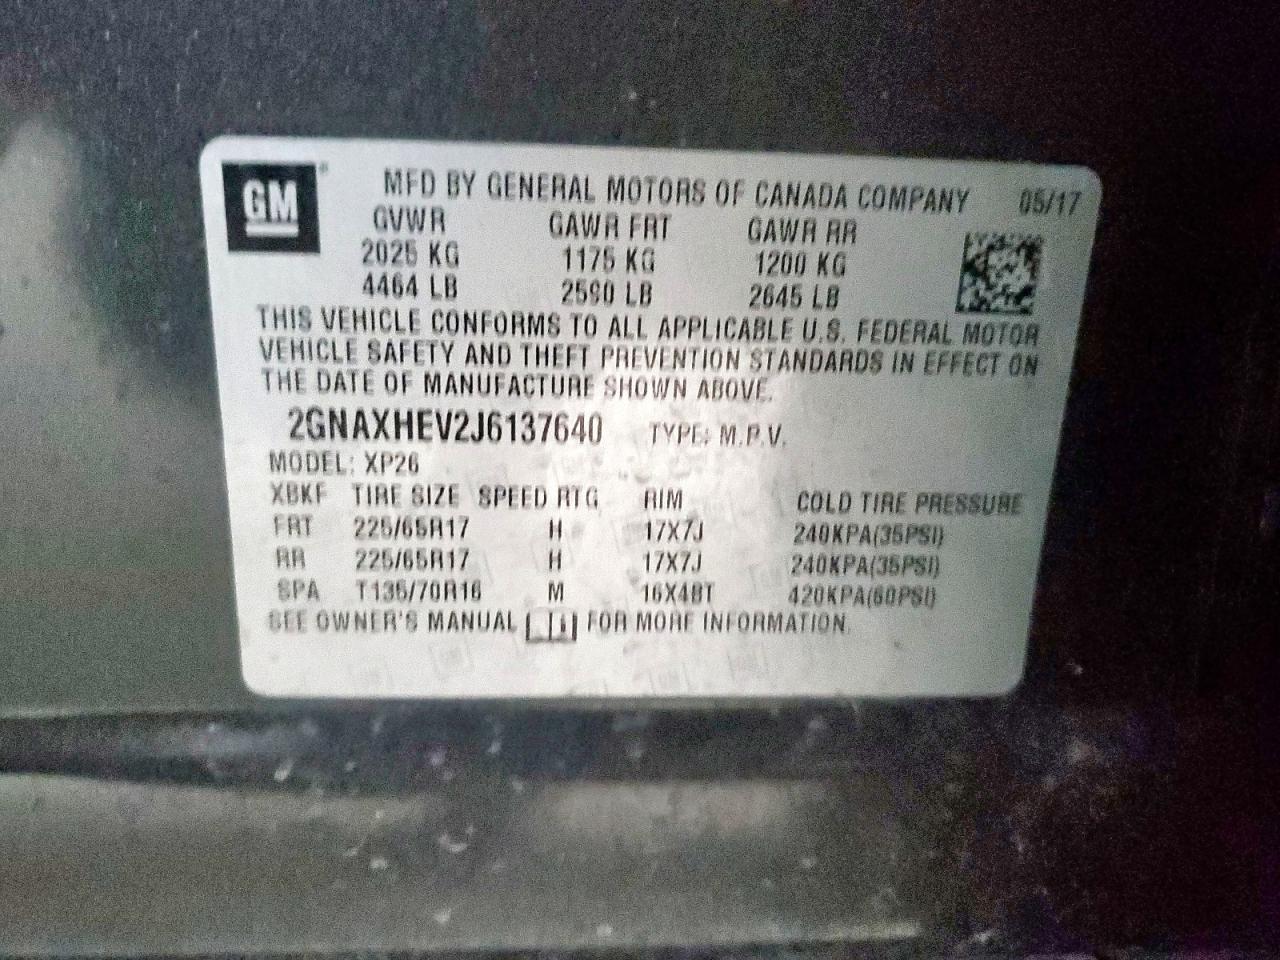 GM
MFD BY GENERAL MOTORS OF CANADA COMPANY 05/17
GVWR GAWR FRT GAWR RR
2025 KG 1175 KG 1200 KG
4464 LB 2590 LB 2645 LB
THIS VEHICLE CONFORMS TO ALL APPLICABLE U.S. FEDERAL MOTOR
VEHICLE SAFETY AND THEFT PREVENTION STANDARDS IN EFFECT ON
THE DATE OF MANUFACTURE SHOWN ABOVE.
2GNAXHEV2J6137640 TYPE: M.P.V.
MODEL: XP26
XBKF TIRE SIZE SPEED RTG RIM COLD TIRE PRESSURE
FRT 225/65R17 H 17X7J 240KPA(35PSI)
RR 225/65R17 H 17X7J 240KPA(35PSI)
SPA T135/70R16 M 16X4BT 420KPA(60PSI)
SEE OWNER'S MANUAL FOR MORE INFORMATION.